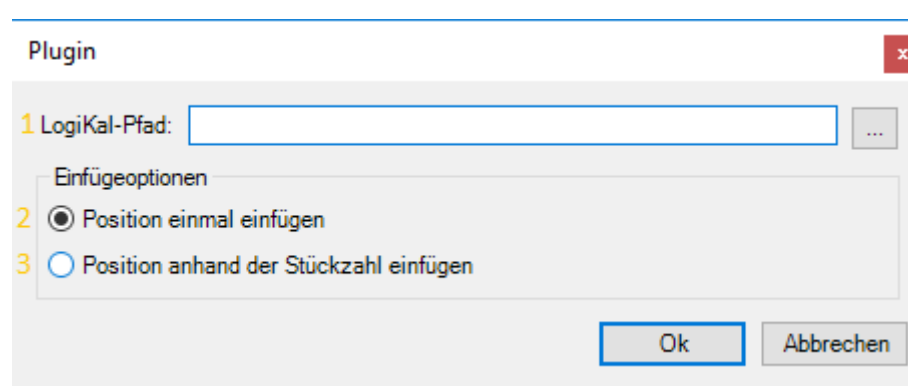 Plugin
x
1 LogiKal-Pfad: ...
Einfügeoptionen
2 Position einmal einfügen
3 Position anhand der Stückzahl einfügen
Ok Abbrechen